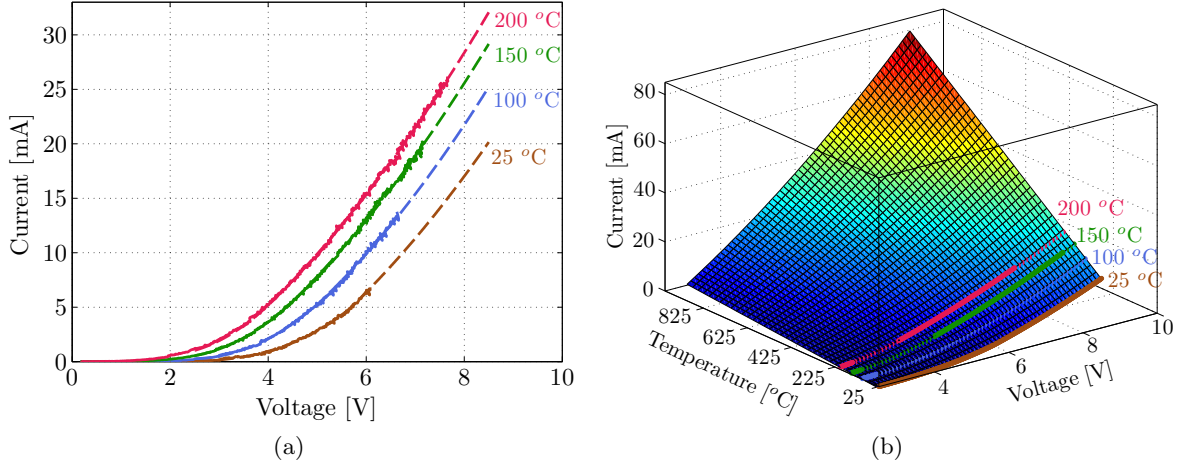 30
25
20
15
10
5
0
Current [mA]
0 2 4 6 8 10
Voltage [V]
200 °C
150 °C
100 °C
25 °C
(a)
80
60
40
20
0
Current [mA]
825
625
425
225
25
Temperature [°C]
4
6
8
10
Voltage [V]
200 °C
150 °C
100 °C
25 °C
(b)